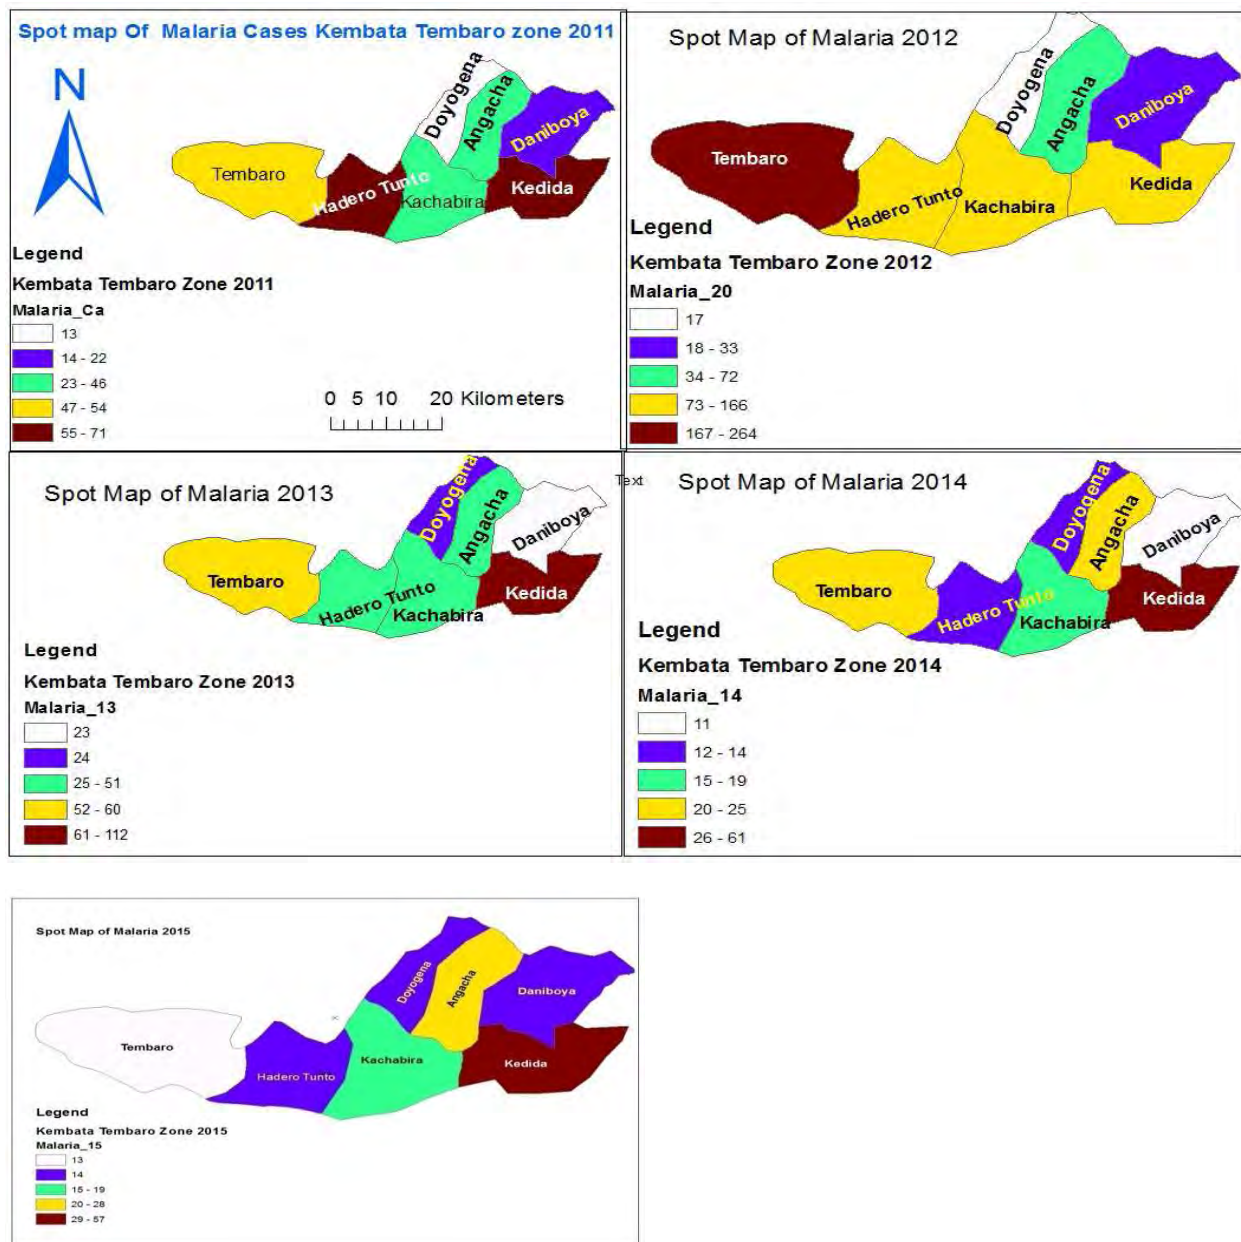 Spot map Of Malaria Cases Kembata Tembaro zone 2011
N
Doyogena
Angacha
Daniboya
Tembaro
Hadero Tunto
Kachabira
Kedida
Legend
Kembata Tembaro Zone 2011
Malaria_Ca
13
14 - 22
23 - 46
47 - 54
55 - 71
0 5 10 20 Kilometers
Spot Map of Malaria 2012
Doyogena
Angacha
Daniboya
Tembaro
Hadero Tunto
Kachabira
Kedida
Legend
Kembata Tembaro Zone 2012
Malaria_20
17
18 - 33
34 - 72
73 - 166
167 - 264
Spot Map of Malaria 2013
Text
Doyogena
Angacha
Daniboya
Tembaro
Hadero Tunto
Kachabira
Kedida
Legend
Kembata Tembaro Zone 2013
Malaria_13
23
24
25 - 51
52 - 60
61 - 112
Spot Map of Malaria 2014
Doyogena
Angacha
Daniboya
Tembaro
Hadero Tunto
Kachabira
Kedida
Legend
Kembata Tembaro Zone 2014
Malaria_14
11
12 - 14
15 - 19
20 - 25
26 - 61
Spot Map of Malaria 2015
Doyogena
Angacha
Daniboya
Tembaro
Hadero Tunto
Kachabira
Kedida
Legend
Kembata Tembaro Zone 2015
Malaria_15
13
14
15 - 19
20 - 28
29 - 57